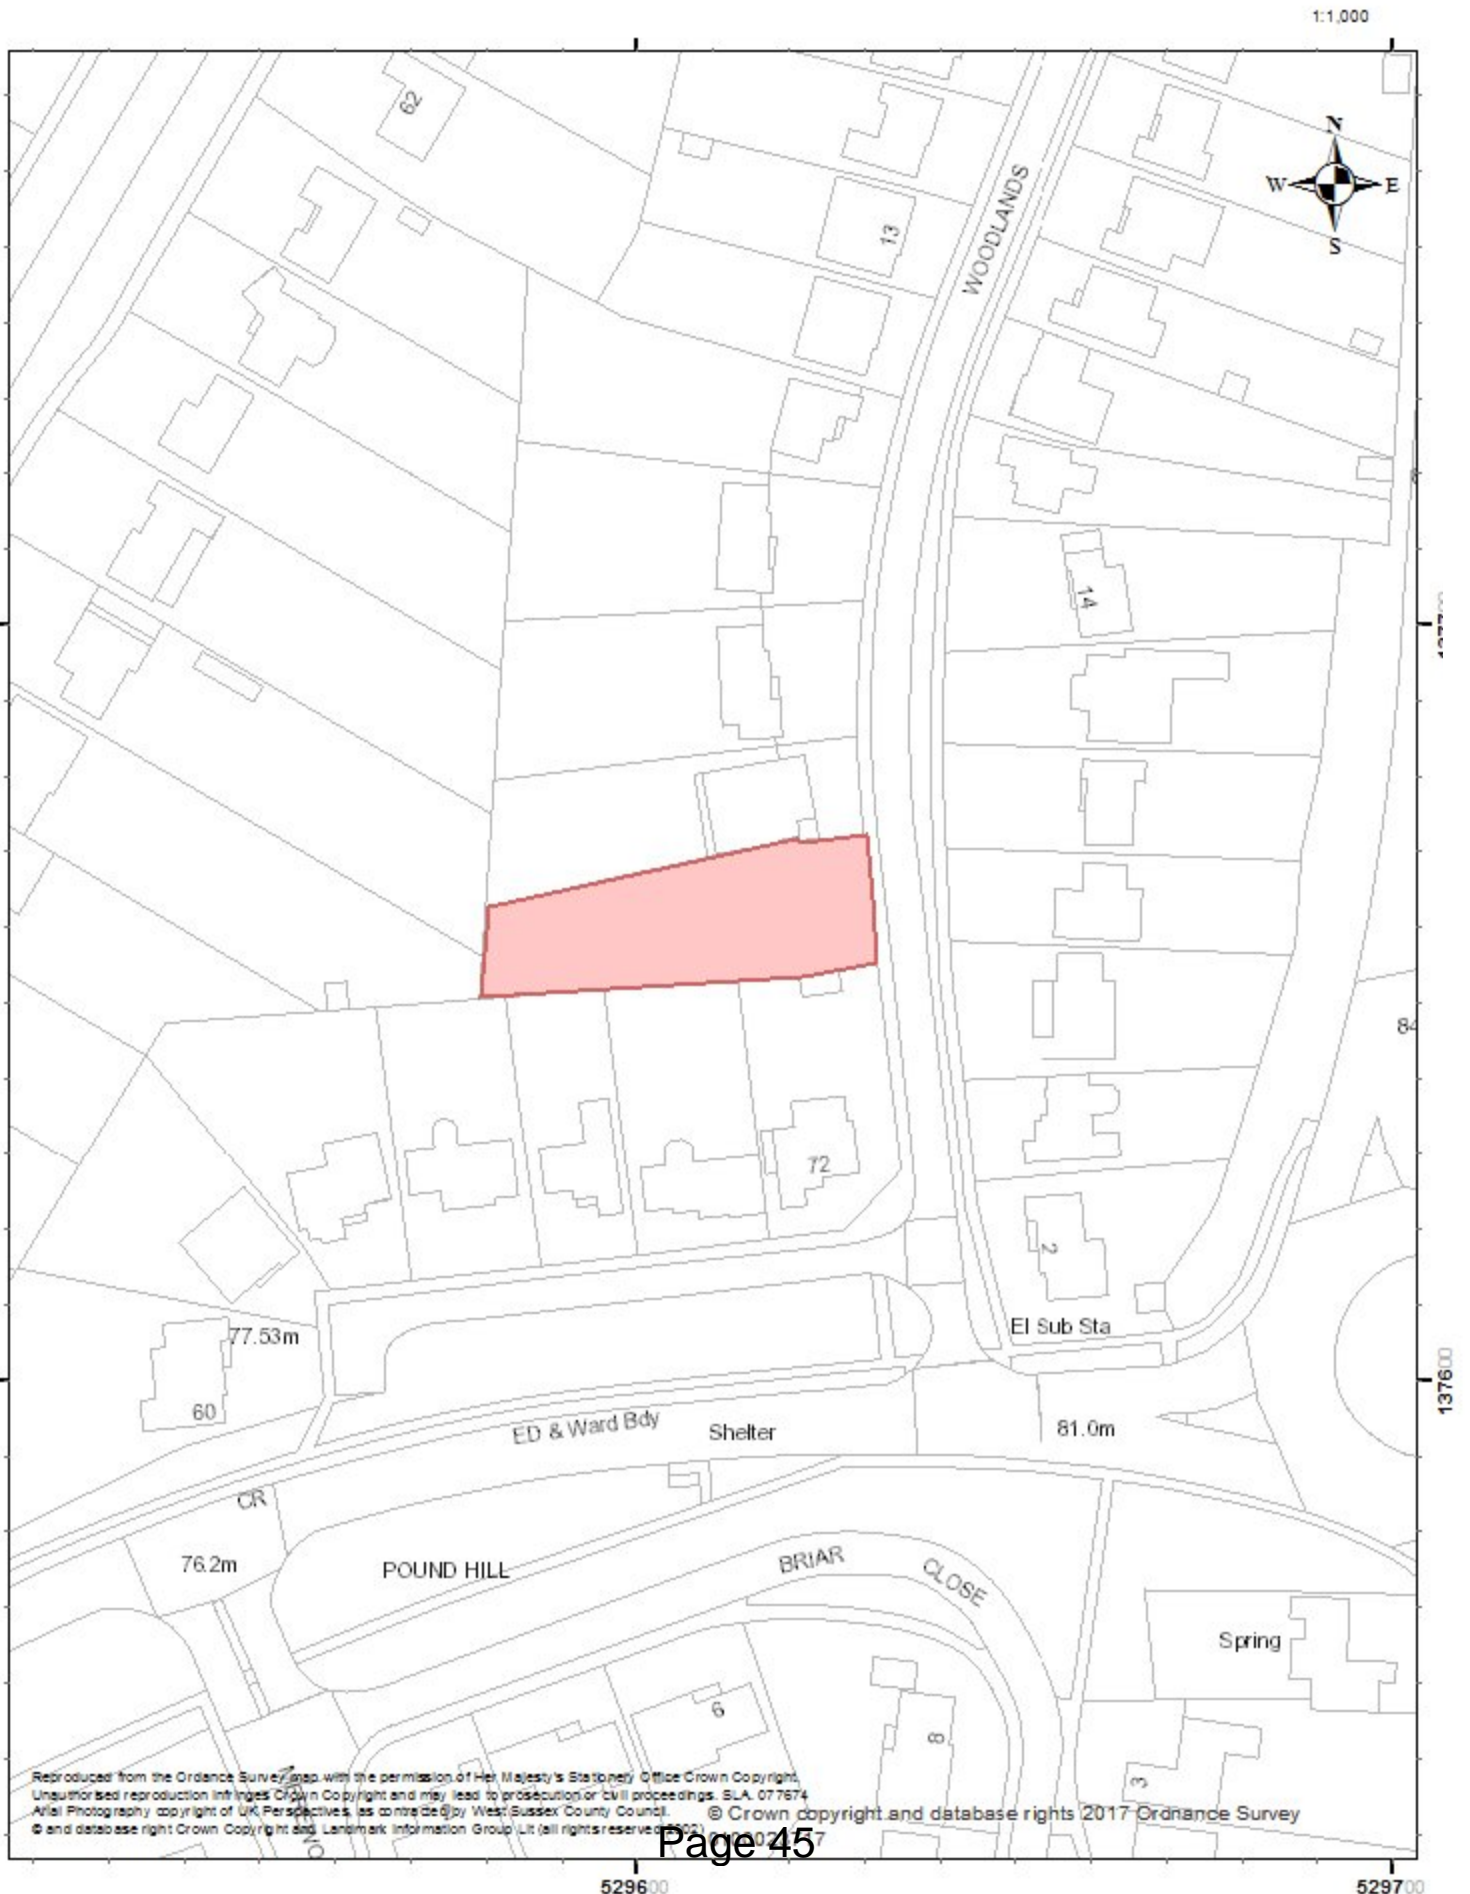 1:1,000
62
N
W E
S
13
WOODLANDS
14
84
72
2
El Sub Sta
77.53m
60
ED & Ward Bdy
Shelter
81.0m
137600
CR
76.2m
POUND HILL
BRIAR
CLOSE
Spring
6
8
3
Reproduced from the Ordance Survey map with the permission of Her Majesty's Stationery Office Crown Copyright.
Unauthorised reproduction infringes Crown Copyright and may lead to prosecution or civil proceedings. SLA. 077674
Arial Photography copyright of UK Perspectives, as contracted by West Sussex County Council.
© and database right Crown Copyright and Landmark Information Group Lit (all rights reserved 2002)
© Crown copyright and database rights 2017 Ordnance Survey
Page 45
529600
529700